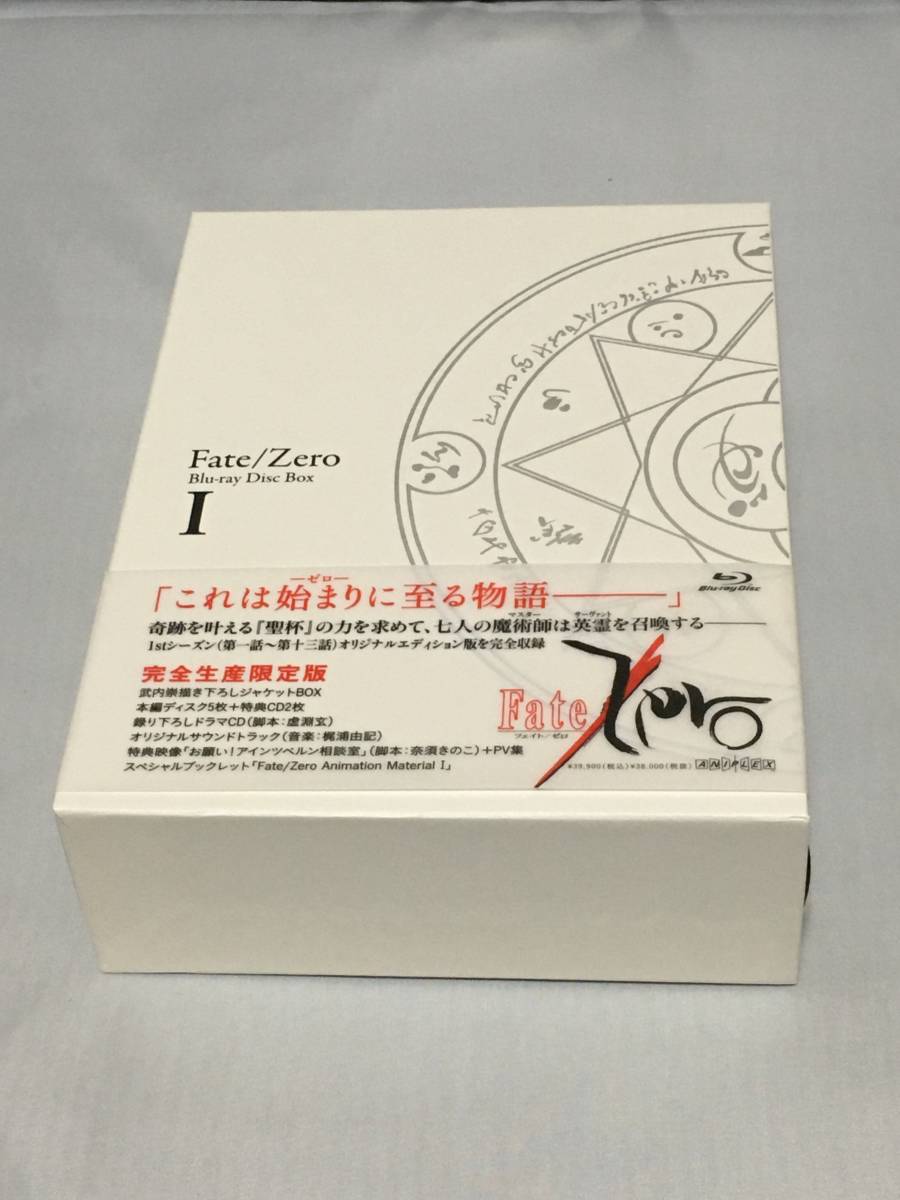 Fate/Zero
Blu-ray Disc Box
I
Blu-ray Disc
ゼロ
「これは始まりに至る物語———」
マスター サーヴァント
奇跡を叶える『聖杯』の力を求めて、七人の魔術師は英霊を召喚する——
1stシーズン(第一話〜第十三話)オリジナルエディション版を完全収録
完全生産限定版
武内崇描き下ろしジャケットBOX
本編ディスク5枚+特典CD2枚
録り下ろしドラマCD(脚本:虚淵玄)
オリジナルサウンドトラック(音楽:梶浦由記)
特典映像「お願い!アインツベルン相談室」(脚本:奈須きのこ)+PV集
スペシャルブックレット「Fate/Zero Animation Material I」
Fate/Zero
フェイト/ゼロ
¥39,900(税込)¥38,000(税抜) ANIPLEX